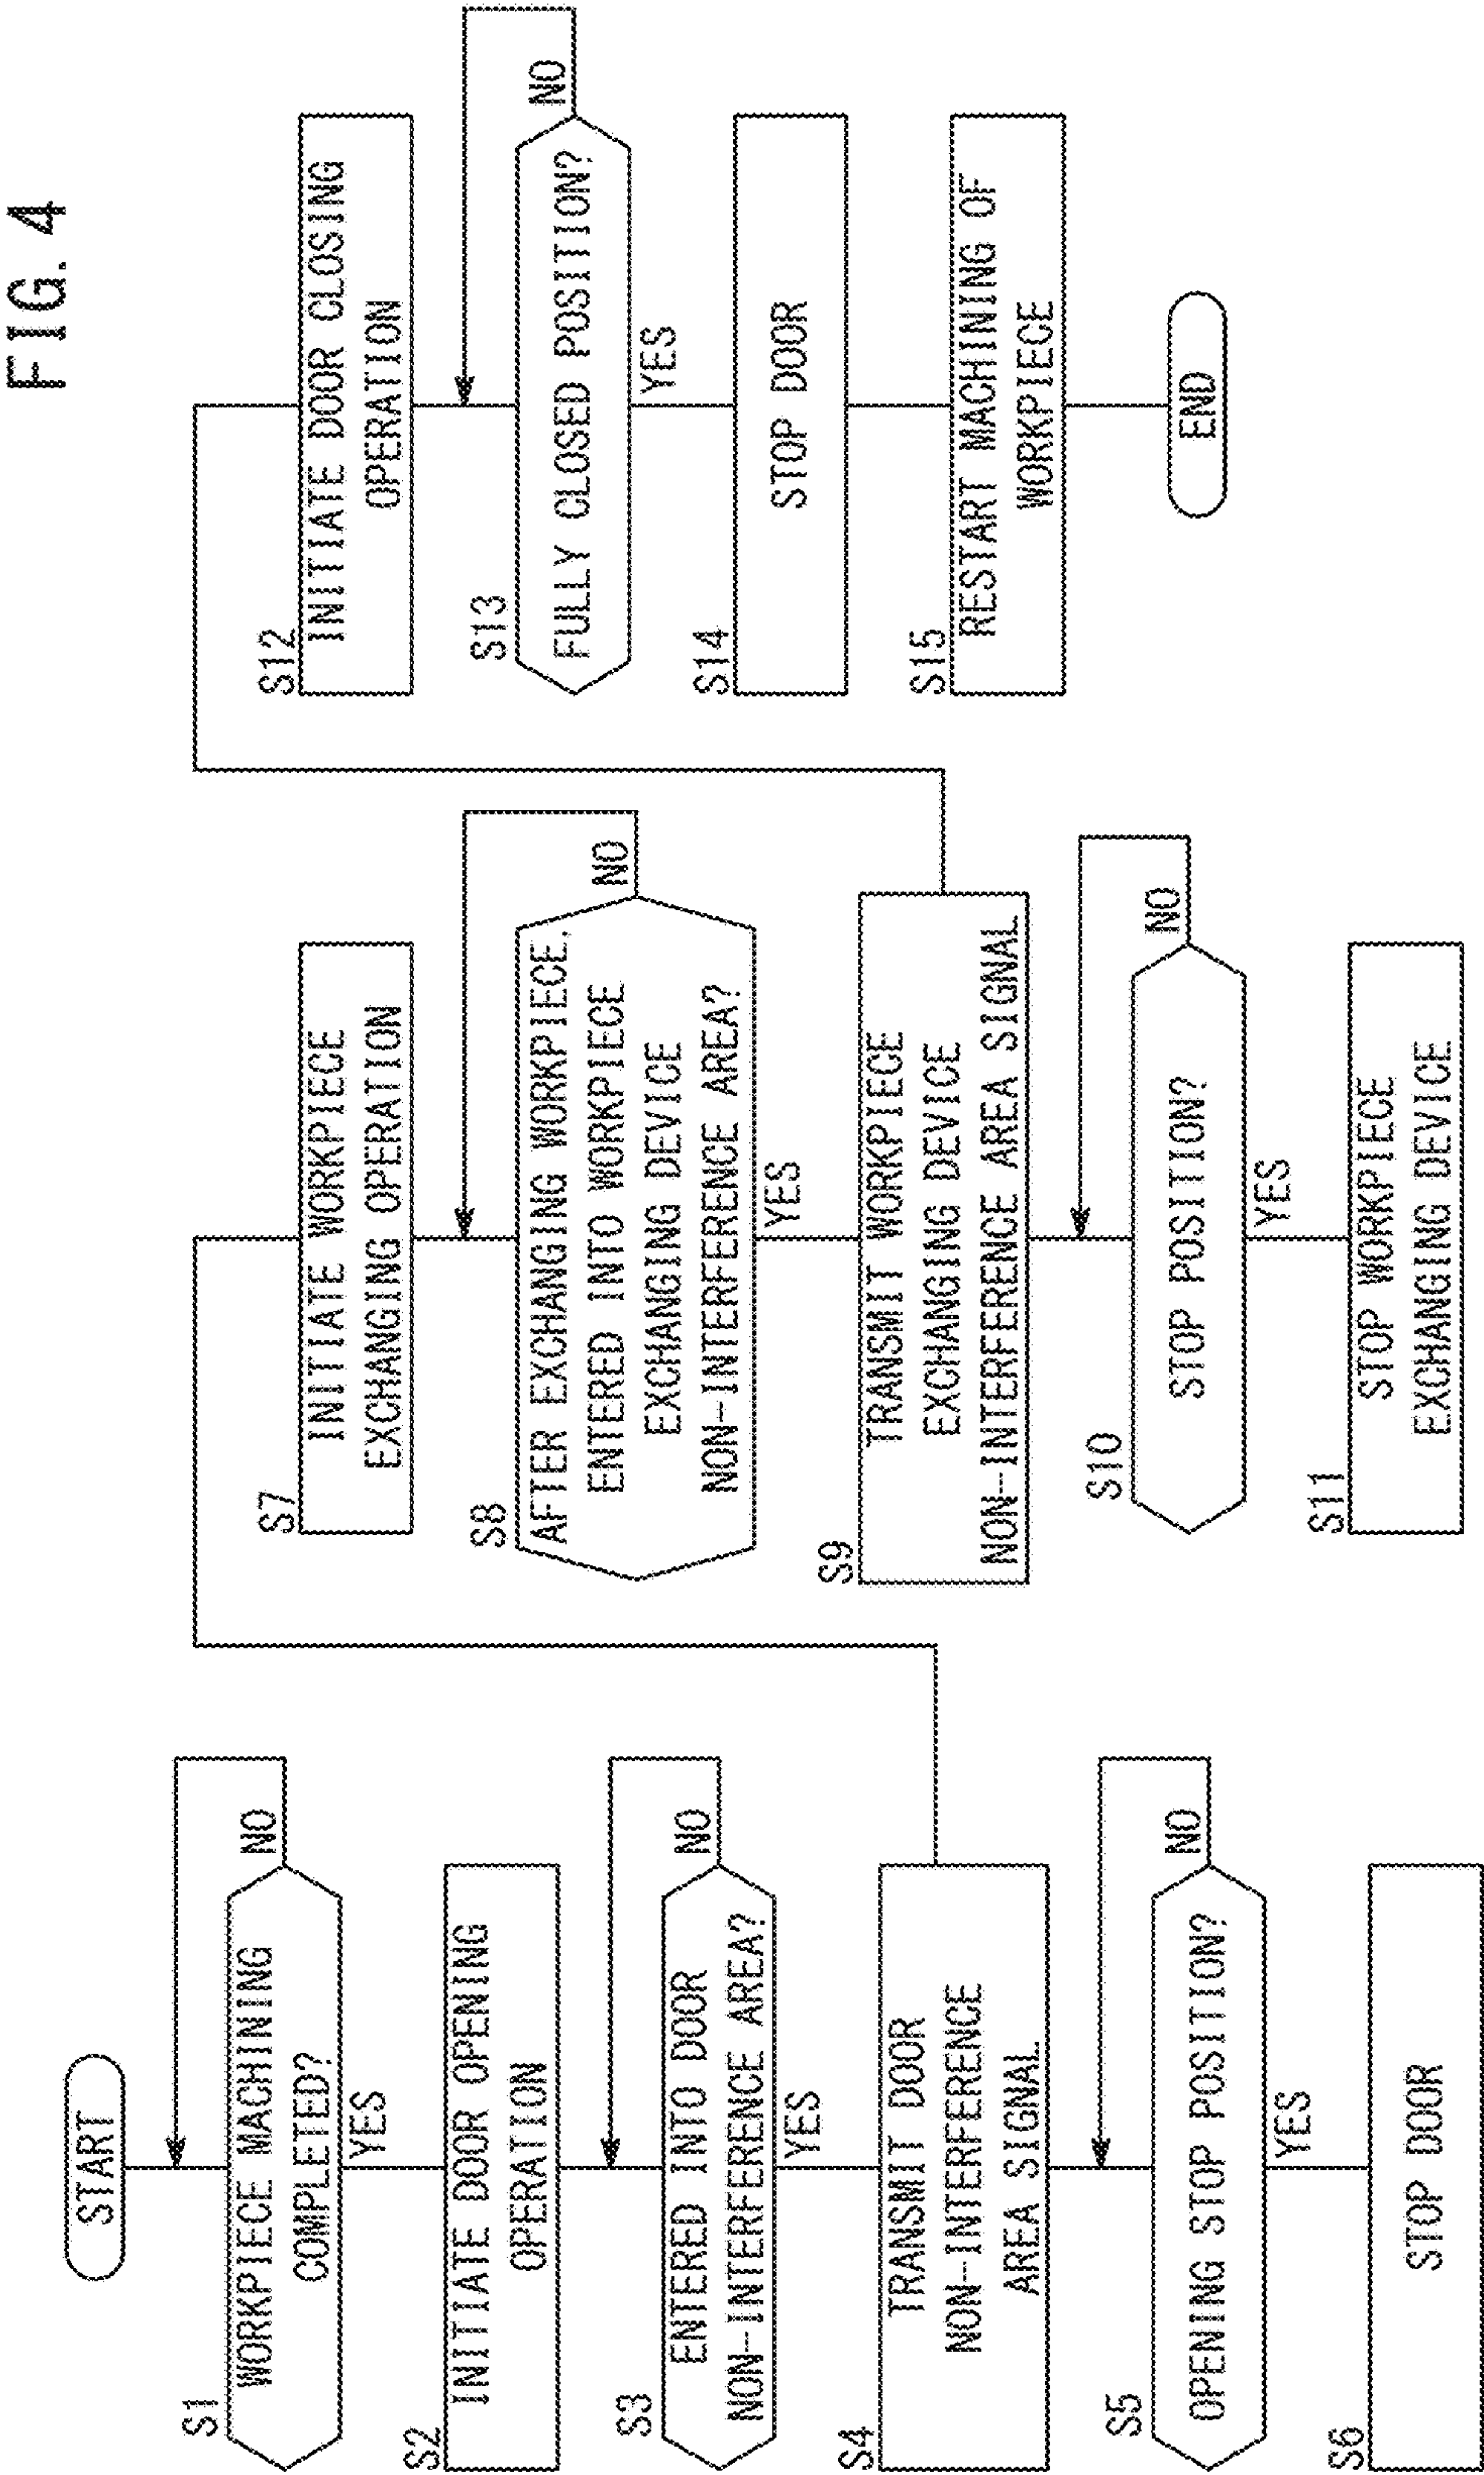 FIG. 4
START
S1
WORKPIECE MACHINING
COMPLETED?
NO
YES
S2
INITIATE DOOR OPENING
OPERATION
S3
ENTERED INTO DOOR
NON-INTERFERENCE AREA?
NO
YES
S4
TRANSMIT DOOR
NON-INTERFERENCE
AREA SIGNAL
S5
OPENING STOP POSITION?
NO
YES
S6
STOP DOOR
S7
INITIATE WORKPIECE
EXCHANGING OPERATION
S8
AFTER EXCHANGING WORKPIECE,
ENTERED INTO WORKPIECE
EXCHANGING DEVICE
NON-INTERFERENCE AREA?
NO
YES
S9
TRANSMIT WORKPIECE
EXCHANGING DEVICE
NON-INTERFERENCE AREA SIGNAL
S10
STOP POSITION?
NO
YES
S11
STOP WORKPIECE
EXCHANGING DEVICE
S12
INITIATE DOOR CLOSING
OPERATION
S13
FULLY CLOSED POSITION?
NO
YES
S14
STOP DOOR
S15
RESTART MACHINING OF
WORKPIECE
END